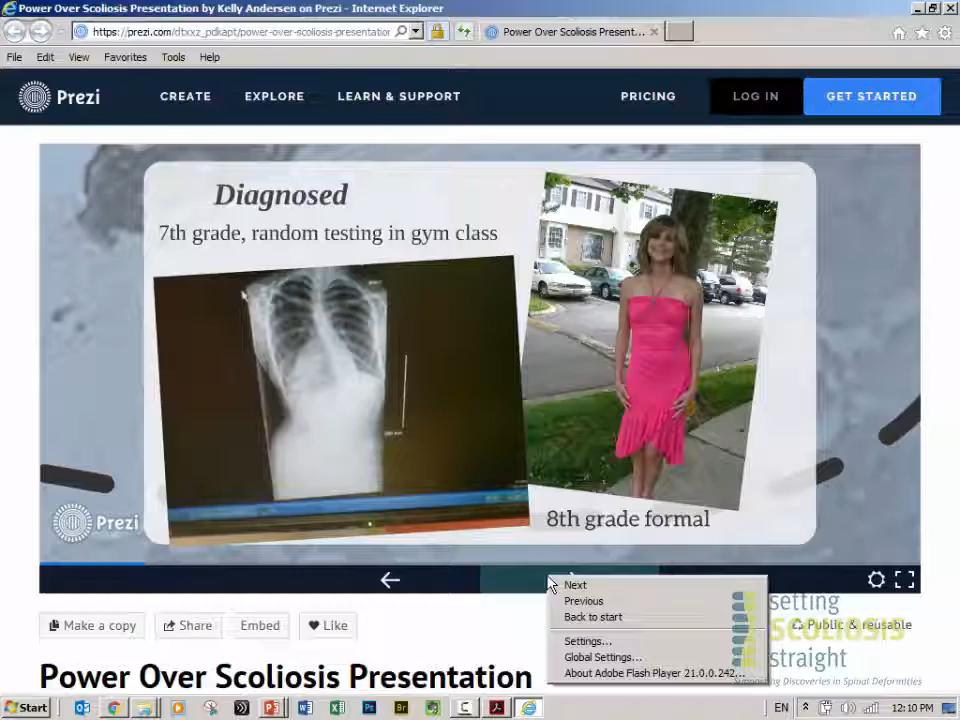 Power Over Scoliosis Presentation by Kelly Andersen on Prezi - Internet Explorer
https://prezi.com/dtxxz_pdkapt/power-over-scoliosis-presentation
Power Over Scoliosis Present...
File Edit View Favorites Tools Help
Prezi CREATE EXPLORE LEARN & SUPPORT PRICING LOG IN GET STARTED
Diagnosed
7th grade, random testing in gym class
8th grade formal
Prezi
Next
Previous
Back to start
Settings...
Global Settings...
About Adobe Flash Player 21.0.0.242...
setting
scoliosis
straight
Supporting Discoveries in Spinal Deformities
Make a copy Share Embed Like Public & reusable
Power Over Scoliosis Presentation
Start EN 12:10 PM